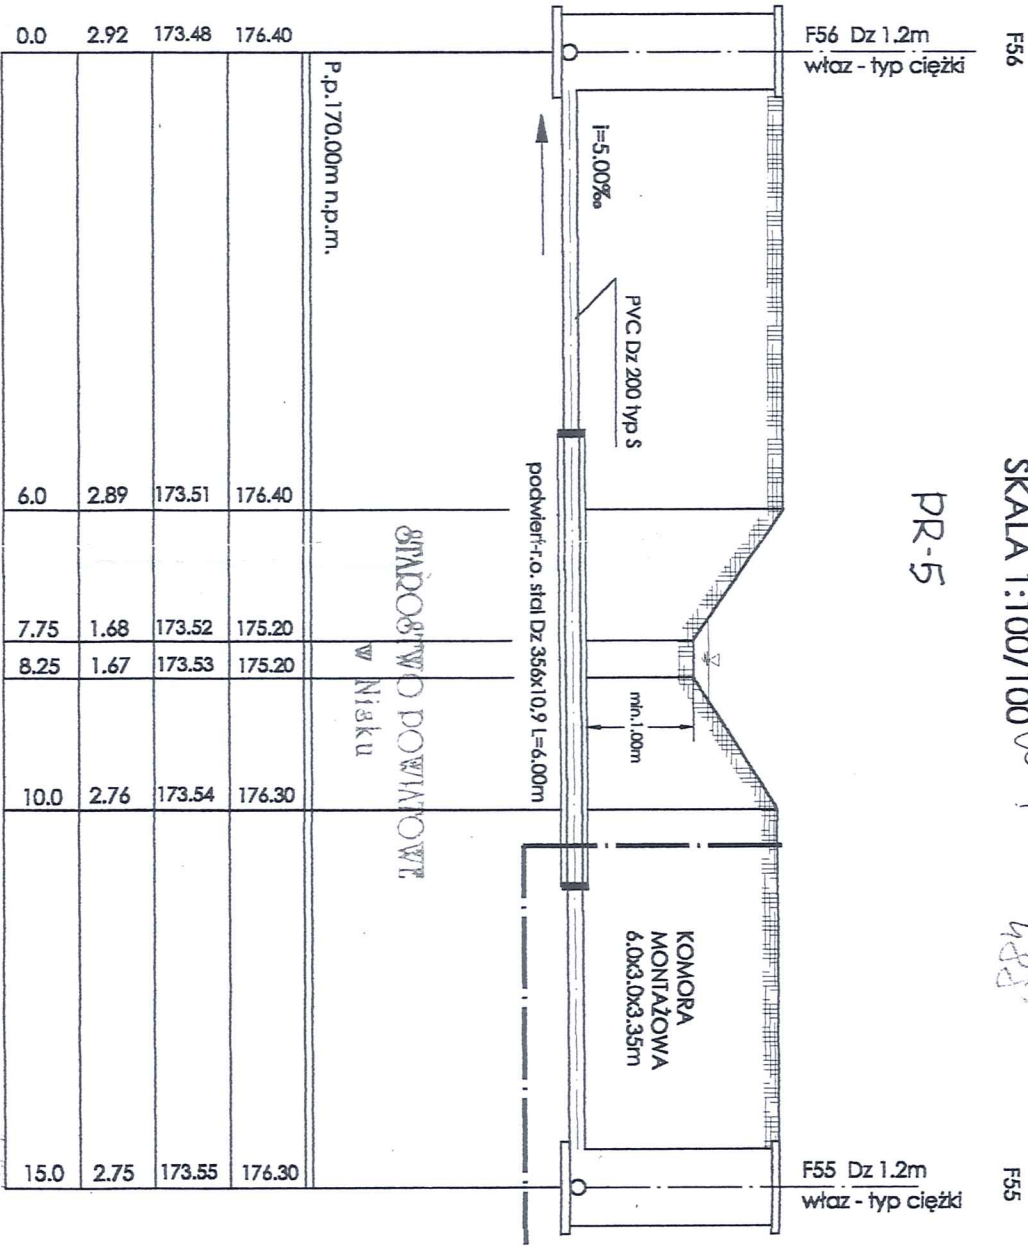 SKALA 1:100/100
PR-5
F56
F55
F56 Dz 1.2m
właz - typ ciężki
F55 Dz 1.2m
właz - typ ciężki
i=5.00‰
PVC Dz 200 typ S
podwiert-r.o. stal Dz 356x10,9 L=6.00m
min.1.00m
KOMORA
MONTAŻOWA
6.0x3.0x3.35m
P.p.170.00m n.p.m.
STAROSTWO POWIATOWE
w Nisku
0.0 2.92 173.48 176.40
6.0 2.89 173.51 176.40
7.75 1.68 173.52 175.20
8.25 1.67 173.53 175.20
10.0 2.76 173.54 176.30
15.0 2.75 173.55 176.30